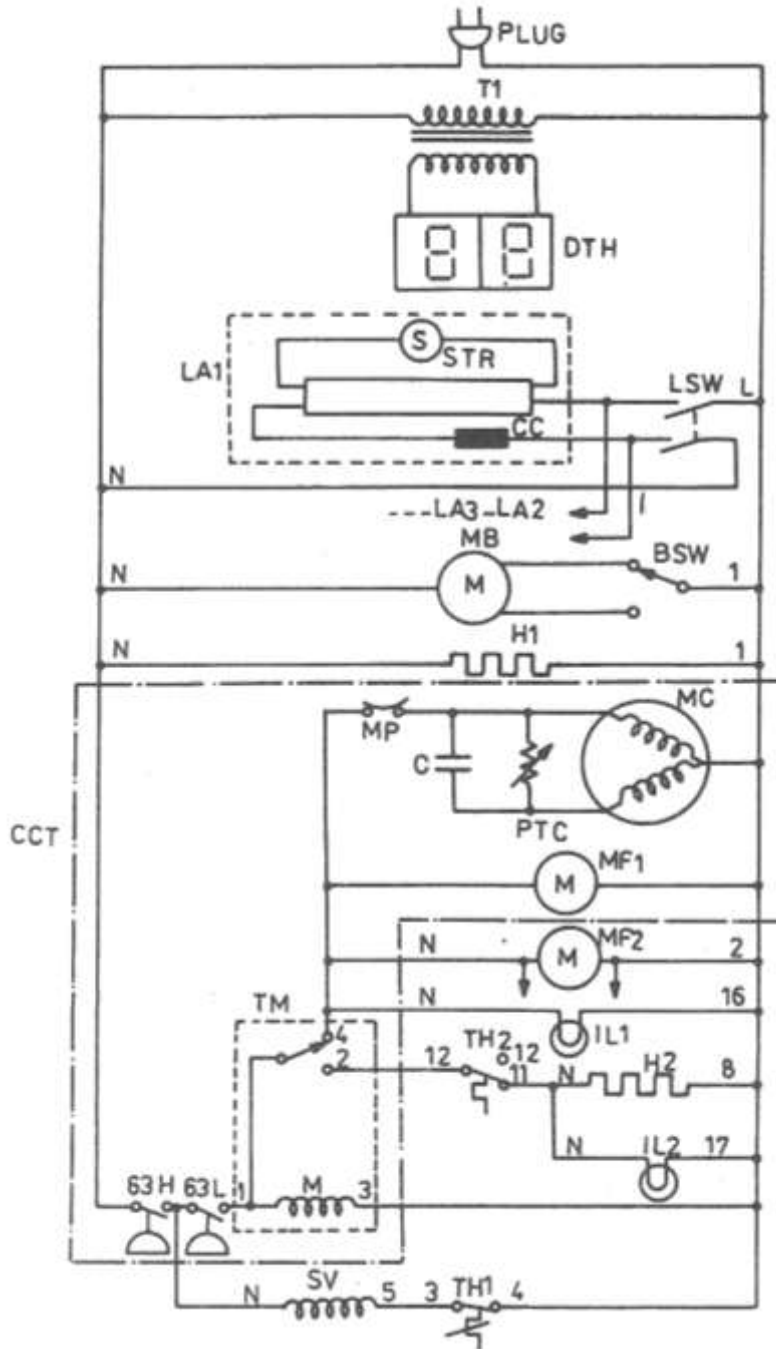 PLUG
T1
DTH
S
STR
LA1
LSW L
CC
N
---LA3-LA2
MB
BSW
N M 1
H1
N 1
MC
MP
C
PTC
CCT
MF1
M
N MF2 2
M
N 16
TM
4 IL1
TH2 12
2 12 11 N H2 8
N IL2 17
63H 63L 1 M 3
SV
N 5 3 TH1 4